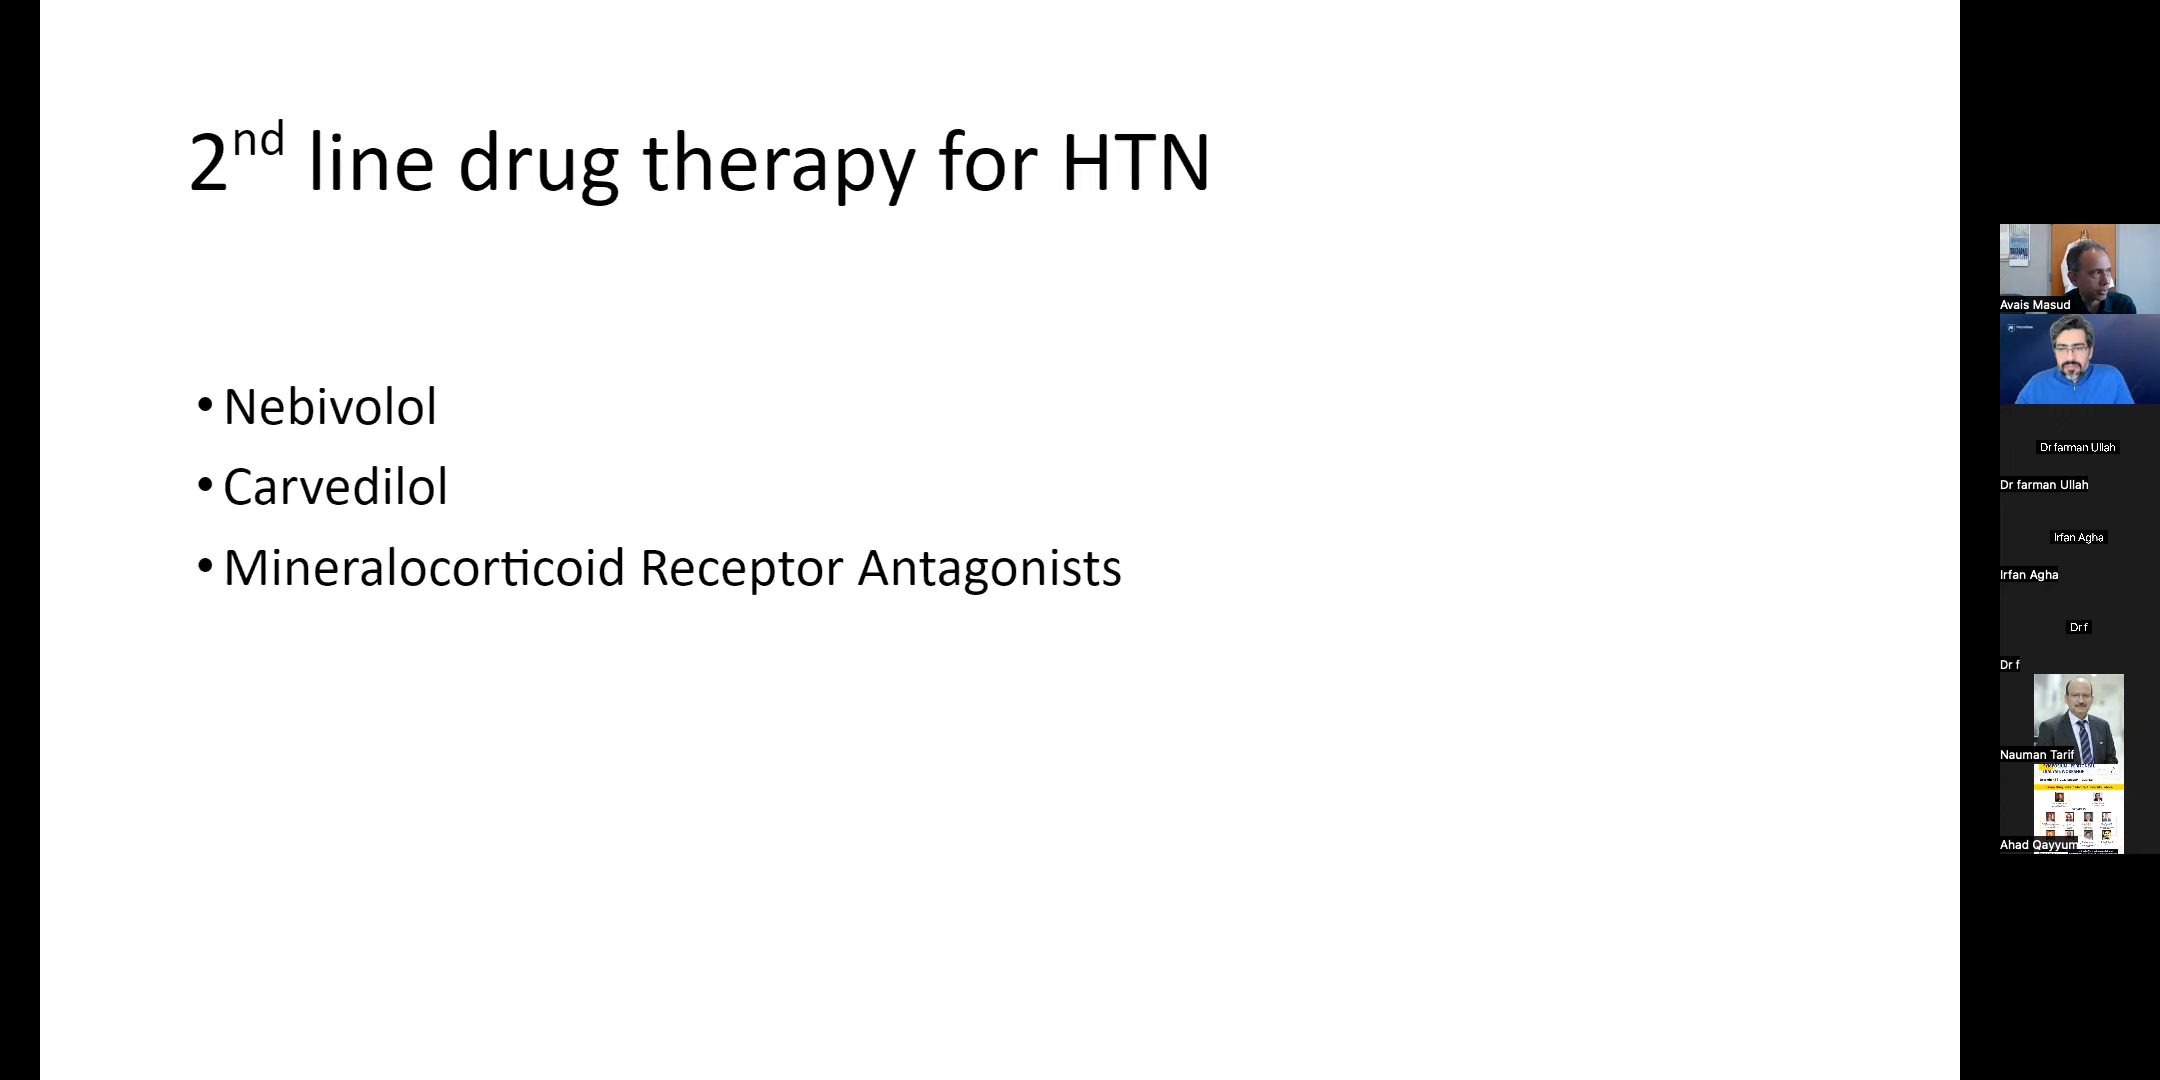 2nd line drug therapy for HTN
• Nebivolol
• Carvedilol
• Mineralocorticoid Receptor Antagonists
Avais Masud
Dr farman Ullah
Dr farman Ullah
Irfan Agha
Irfan Agha
Dr f
Dr f
Nauman Tarif
Ahad Qayyum